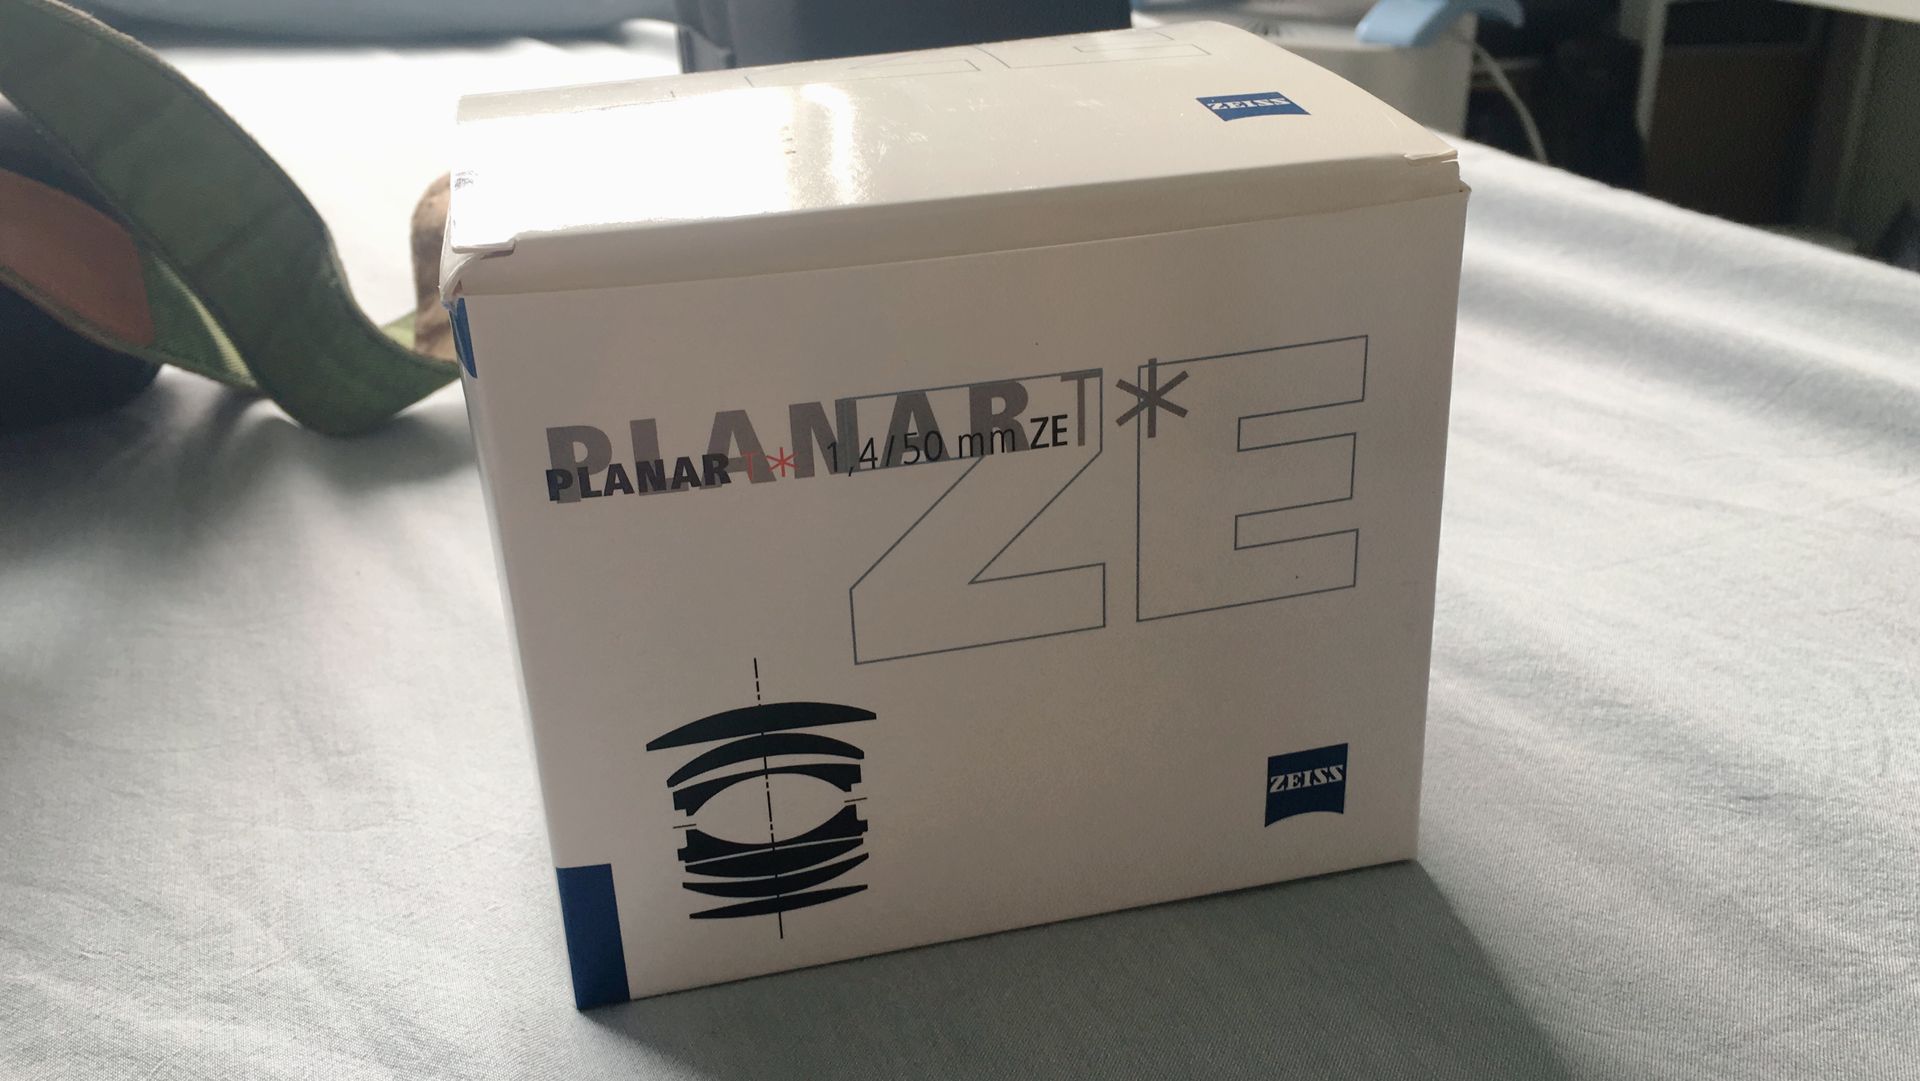 ZEISS
PLANAR T*
PLANAR T* 1,4/50 mm ZE
ZE
ZEISS